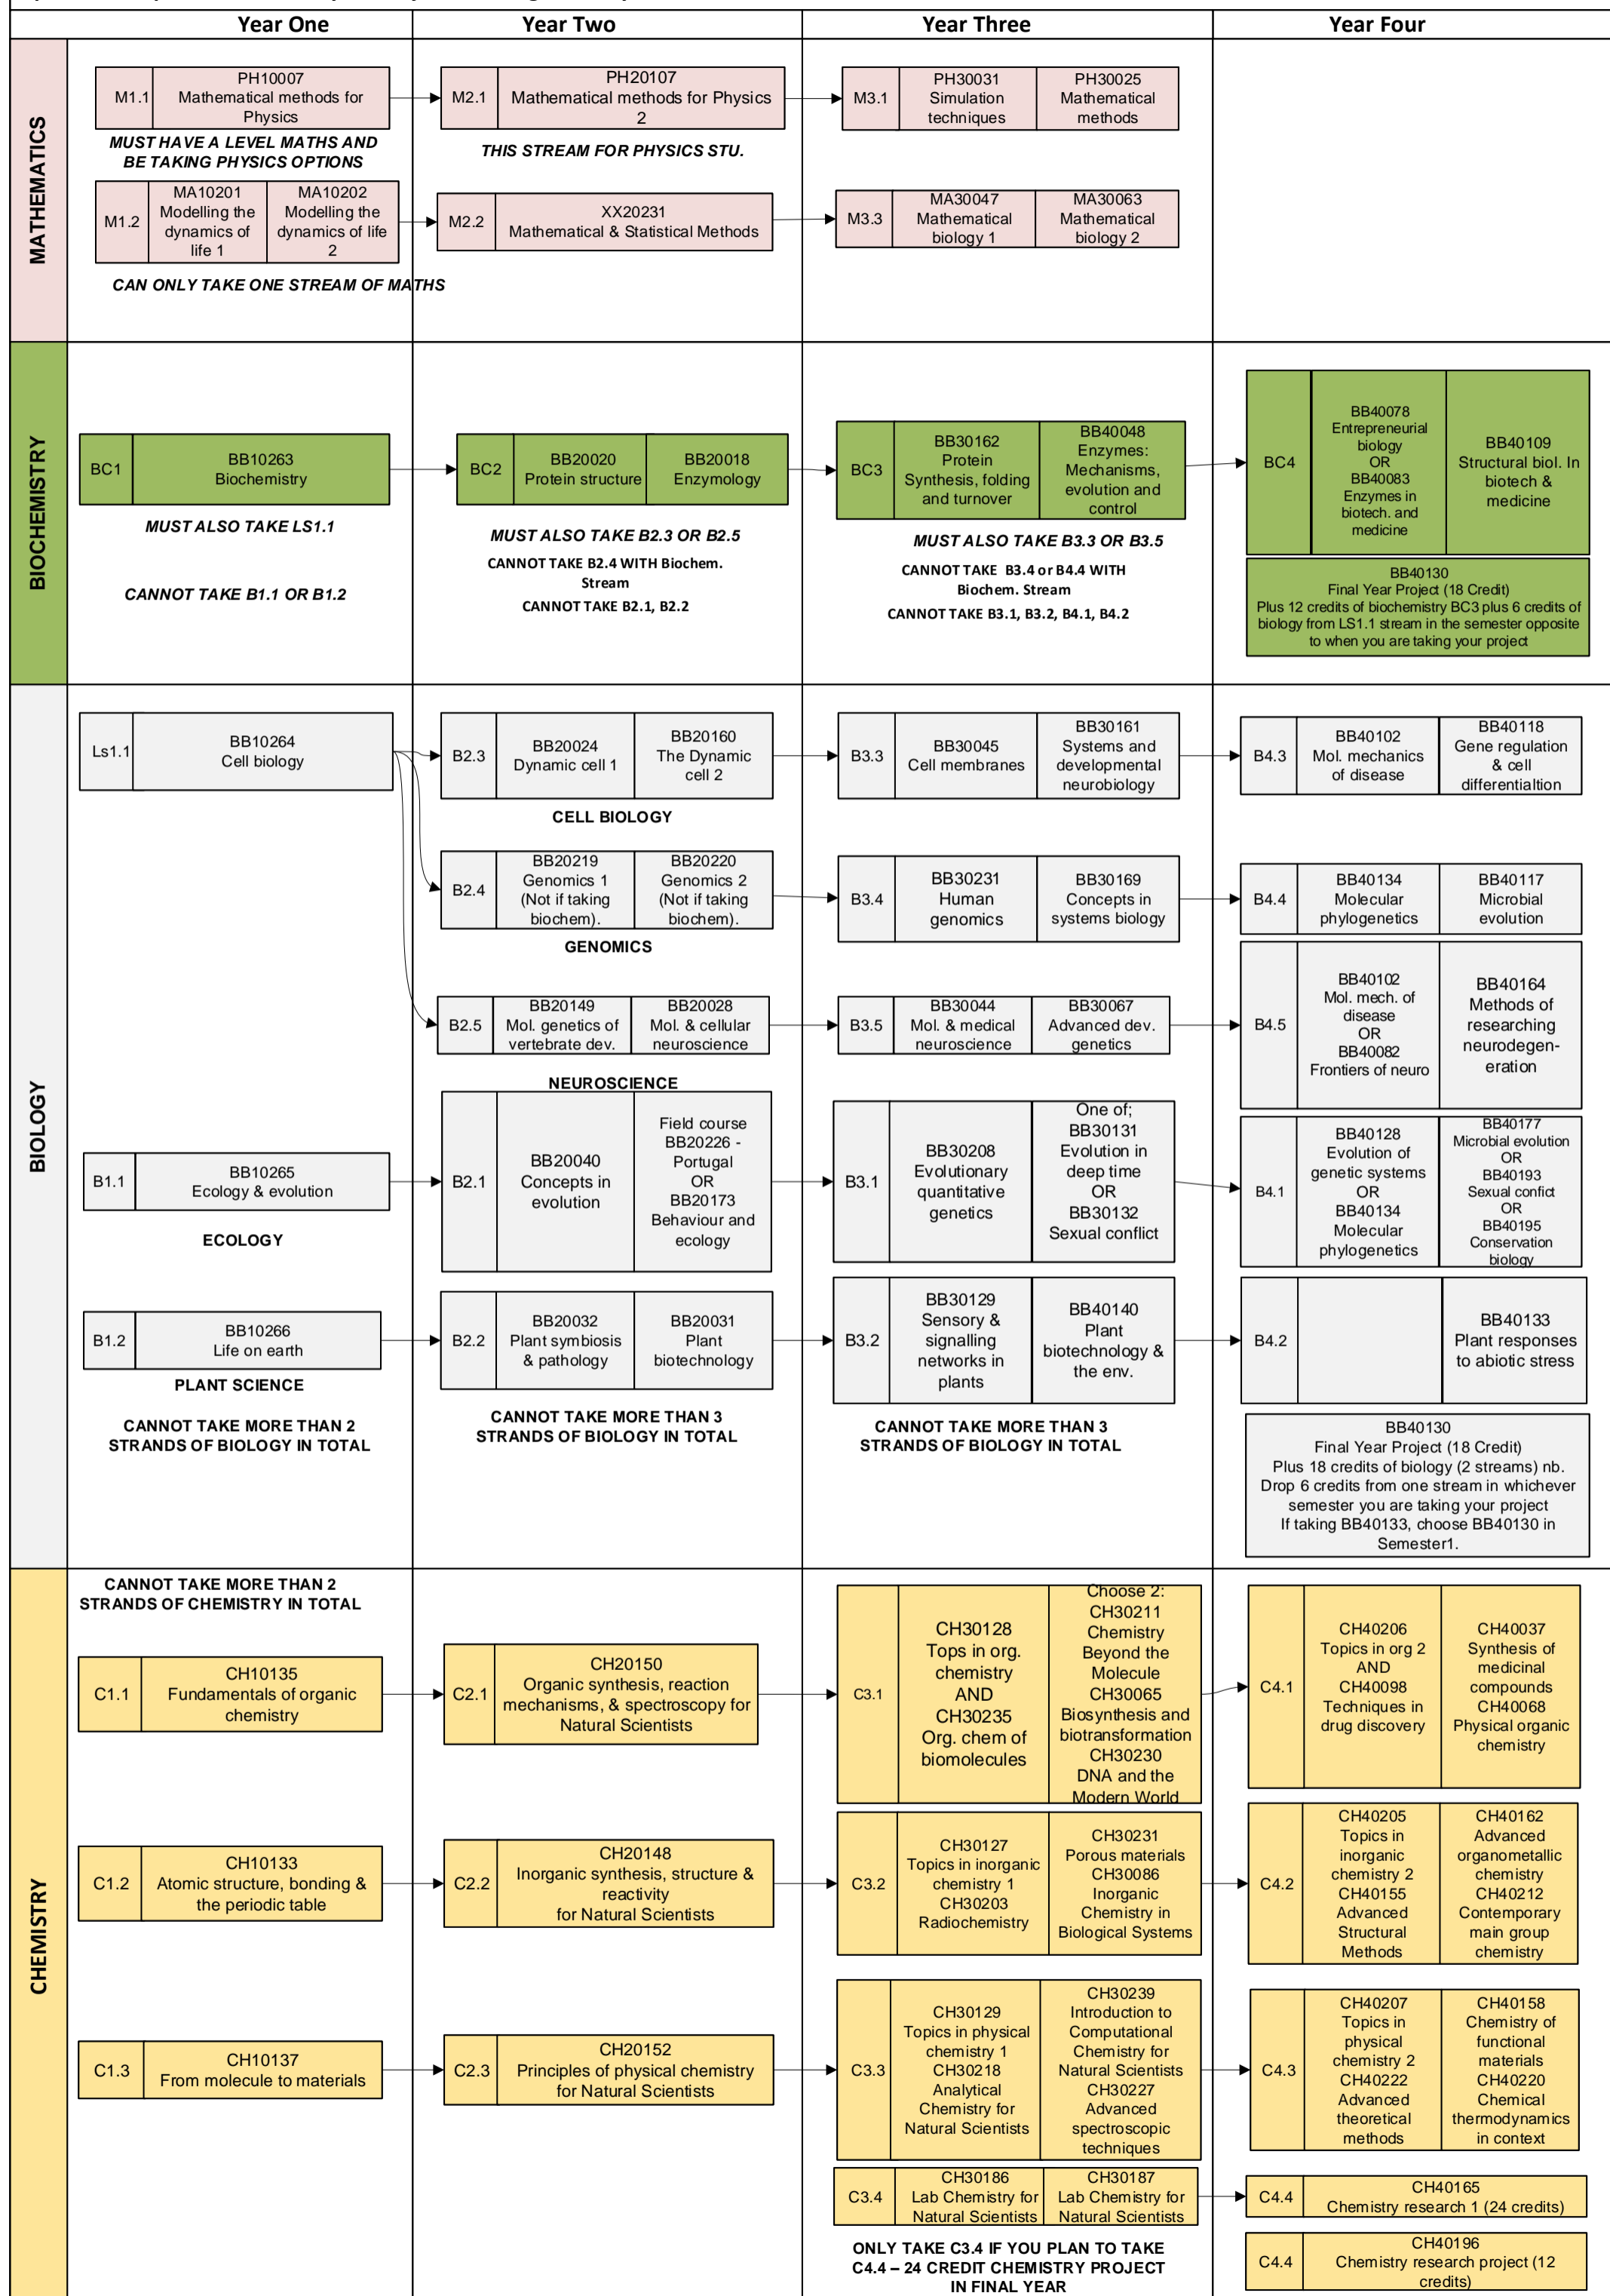 Year One
Year Two
Year Three
Year Four
MATHEMATICS
M1.1
PH10007
Mathematical methods for
Physics
M2.1
PH20107
Mathematical methods for Physics
2
M3.1
PH30031
Simulation
techniques
PH30025
Mathematical
methods
MUST HAVE A LEVEL MATHS AND
BE TAKING PHYSICS OPTIONS
THIS STREAM FOR PHYSICS STU.
M1.2
MA10201
Modelling the
dynamics of
life 1
MA10202
Modelling the
dynamics of life
2
M2.2
XX20231
Mathematical & Statistical Methods
M3.3
MA30047
Mathematical
biology 1
MA30063
Mathematical
biology 2
CAN ONLY TAKE ONE STREAM OF MATHS
BIOCHEMISTRY
BC1
BB10263
Biochemistry
MUST ALSO TAKE LS1.1
CANNOT TAKE B1.1 OR B1.2
BC2
BB20020
Protein structure
BB20018
Enzymology
MUST ALSO TAKE B2.3 OR B2.5
CANNOT TAKE B2.4 WITH Biochem.
Stream
CANNOT TAKE B2.1, B2.2
BC3
BB30162
Protein
Synthesis, folding
and turnover
BB40048
Enzymes:
Mechanisms,
evolution and
control
MUST ALSO TAKE B3.3 OR B3.5
CANNOT TAKE B3.4 or B4.4 WITH
Biochem. Stream
CANNOT TAKE B3.1, B3.2, B4.1, B4.2
BC4
BB40078
Entrepreneurial
biology
OR
BB40083
Enzymes in
biotech. and
medicine
BB40109
Structural biol. In
biotech &
medicine
BB40130
Final Year Project (18 Credit)
Plus 12 credits of biochemistry BC3 plus 6 credits of
biology from LS1.1 stream in the semester opposite
to when you are taking your project
BIOLOGY
Ls1.1
BB10264
Cell biology
B2.3
BB20024
Dynamic cell 1
BB20160
The Dynamic
cell 2
CELL BIOLOGY
B3.3
BB30045
Cell membranes
BB30161
Systems and
developmental
neurobiology
B4.3
BB40102
Mol. mechanics
of disease
BB40118
Gene regulation
& cell
differentialtion
B2.4
BB20219
Genomics 1
(Not if taking
biochem).
BB20220
Genomics 2
(Not if taking
biochem).
GENOMICS
B3.4
BB30231
Human
genomics
BB30169
Concepts in
systems biology
B4.4
BB40134
Molecular
phylogenetics
BB40117
Microbial
evolution
B2.5
BB20149
Mol. genetics of
vertebrate dev.
BB20028
Mol. & cellular
neuroscience
NEUROSCIENCE
B3.5
BB30044
Mol. & medical
neuroscience
BB30067
Advanced dev.
genetics
B4.5
BB40102
Mol. mech. of
disease
OR
BB40082
Frontiers of neuro
BB40164
Methods of
researching
neurodegen-
eration
B1.1
BB10265
Ecology & evolution
ECOLOGY
B2.1
BB20040
Concepts in
evolution
Field course
BB20226 -
Portugal
OR
BB20173
Behaviour and
ecology
B3.1
BB30208
Evolutionary
quantitative
genetics
One of;
BB30131
Evolution in
deep time
OR
BB30132
Sexual conflict
B4.1
BB40128
Evolution of
genetic systems
OR
BB40134
Molecular
phylogenetics
BB40177
Microbial evolution
OR
BB40193
Sexual confict
OR
BB40195
Conservation
biology
B1.2
BB10266
Life on earth
PLANT SCIENCE
B2.2
BB20032
Plant symbiosis
& pathology
BB20031
Plant
biotechnology
B3.2
BB30129
Sensory &
signalling
networks in
plants
BB40140
Plant
biotechnology &
the env.
B4.2
BB40133
Plant responses
to abiotic stress
CANNOT TAKE MORE THAN 2
STRANDS OF BIOLOGY IN TOTAL
CANNOT TAKE MORE THAN 3
STRANDS OF BIOLOGY IN TOTAL
CANNOT TAKE MORE THAN 3
STRANDS OF BIOLOGY IN TOTAL
BB40130
Final Year Project (18 Credit)
Plus 18 credits of biology (2 streams) nb.
Drop 6 credits from one stream in whichever
semester you are taking your project
If taking BB40133, choose BB40130 in
Semester1.
CHEMISTRY
CANNOT TAKE MORE THAN 2
STRANDS OF CHEMISTRY IN TOTAL
C1.1
CH10135
Fundamentals of organic
chemistry
C2.1
CH20150
Organic synthesis, reaction
mechanisms, & spectroscopy for
Natural Scientists
C3.1
CH30128
Tops in org.
chemistry
AND
CH30235
Org. chem of
biomolecules
Choose 2:
CH30211
Chemistry
Beyond the
Molecule
CH30065
Biosynthesis and
biotransformation
CH30230
DNA and the
Modern World
C4.1
CH40206
Topics in org 2
AND
CH40098
Techniques in
drug discovery
CH40037
Synthesis of
medicinal
compounds
CH40068
Physical organic
chemistry
C1.2
CH10133
Atomic structure, bonding &
the periodic table
C2.2
CH20148
Inorganic synthesis, structure &
reactivity
for Natural Scientists
C3.2
CH30127
Topics in inorganic
chemistry 1
CH30203
Radiochemistry
CH30231
Porous materials
CH30086
Inorganic
Chemistry in
Biological Systems
C4.2
CH40205
Topics in
inorganic
chemistry 2
CH40155
Advanced
Structural
Methods
CH40162
Advanced
organometallic
chemistry
CH40212
Contemporary
main group
chemistry
C1.3
CH10137
From molecule to materials
C2.3
CH20152
Principles of physical chemistry
for Natural Scientists
C3.3
CH30129
Topics in physical
chemistry 1
CH30218
Analytical
Chemistry for
Natural Scientists
CH30239
Introduction to
Computational
Chemistry for
Natural Scientists
CH30227
Advanced
spectroscopic
techniques
C4.3
CH40207
Topics in
physical
chemistry 2
CH40222
Advanced
theoretical
methods
CH40158
Chemistry of
functional
materials
CH40220
Chemical
thermodynamics
in context
C3.4
CH30186
Lab Chemistry for
Natural Scientists
CH30187
Lab Chemistry for
Natural Scientists
C4.4
CH40165
Chemistry research 1 (24 credits)
ONLY TAKE C3.4 IF YOU PLAN TO TAKE
C4.4 – 24 CREDIT CHEMISTRY PROJECT
IN FINAL YEAR
C4.4
CH40196
Chemistry research project (12
credits)